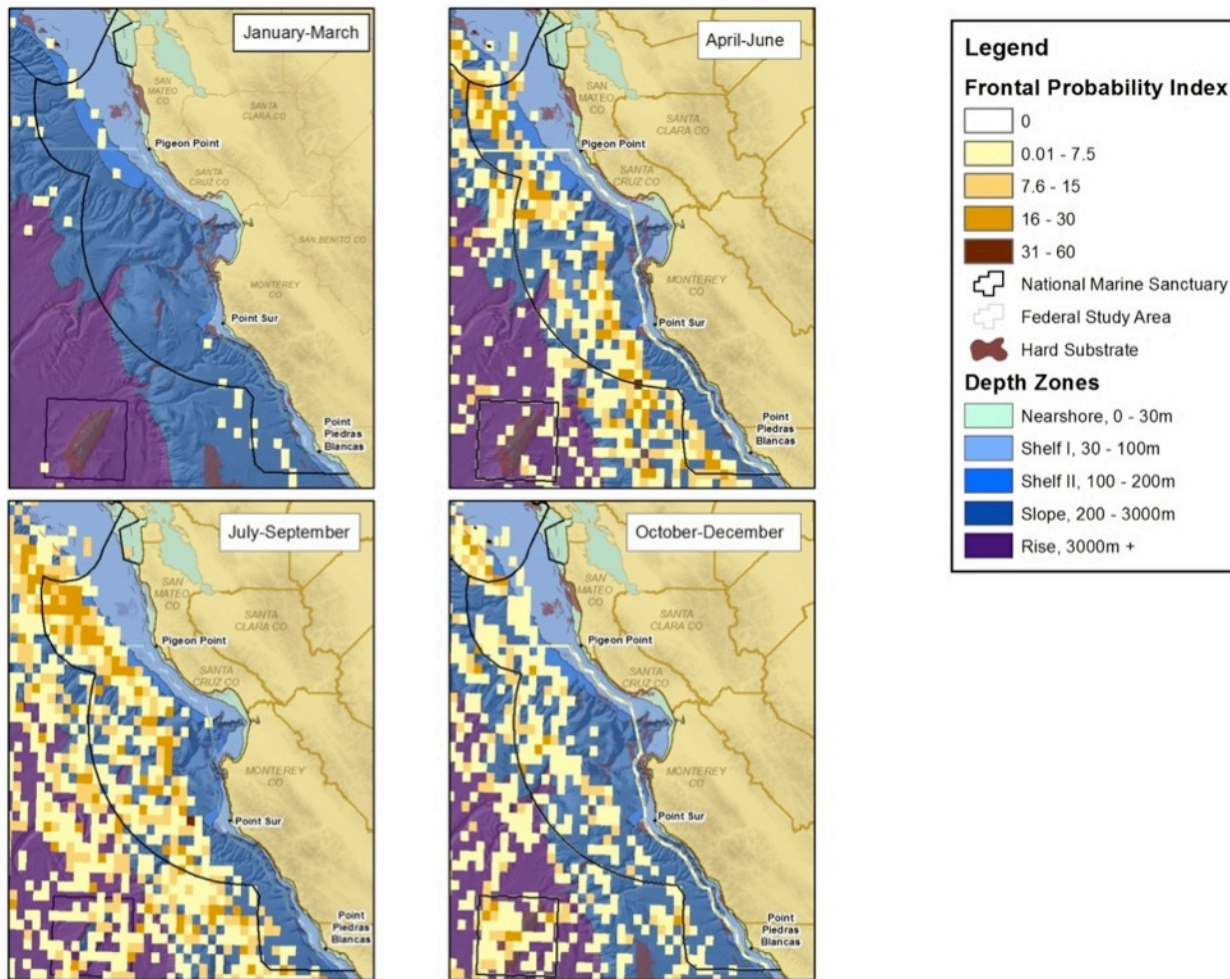 January-March
SAN
MATEO
CO
SANTA
CLARA CO
Pigeon Point
SANTA
CRUZ CO
SAN BENITO CO
MONTEREY
CO
Point Sur
Point
Piedras
Blancas
April-June
SAN
MATEO
CO
SANTA
CLARA CO
Pigeon Point
SANTA
CRUZ CO
MONTEREY
CO
Point Sur
Point
Piedras
Blancas
July-September
SAN
MATEO
CO
SANTA
CLARA CO
Pigeon Point
SANTA
CRUZ CO
MONTEREY
CO
Point Sur
Point
Piedras
Blancas
October-December
SAN
MATEO
CO
SANTA
CLARA CO
Pigeon Point
SANTA
CRUZ CO
MONTEREY
CO
Point Sur
Point
Piedras
Blancas
Legend
Frontal Probability Index
0
0.01 - 7.5
7.6 - 15
16 - 30
31 - 60
National Marine Sanctuary
Federal Study Area
Hard Substrate
Depth Zones
Nearshore, 0 - 30m
Shelf I, 30 - 100m
Shelf II, 100 - 200m
Slope, 200 - 3000m
Rise, 3000m +